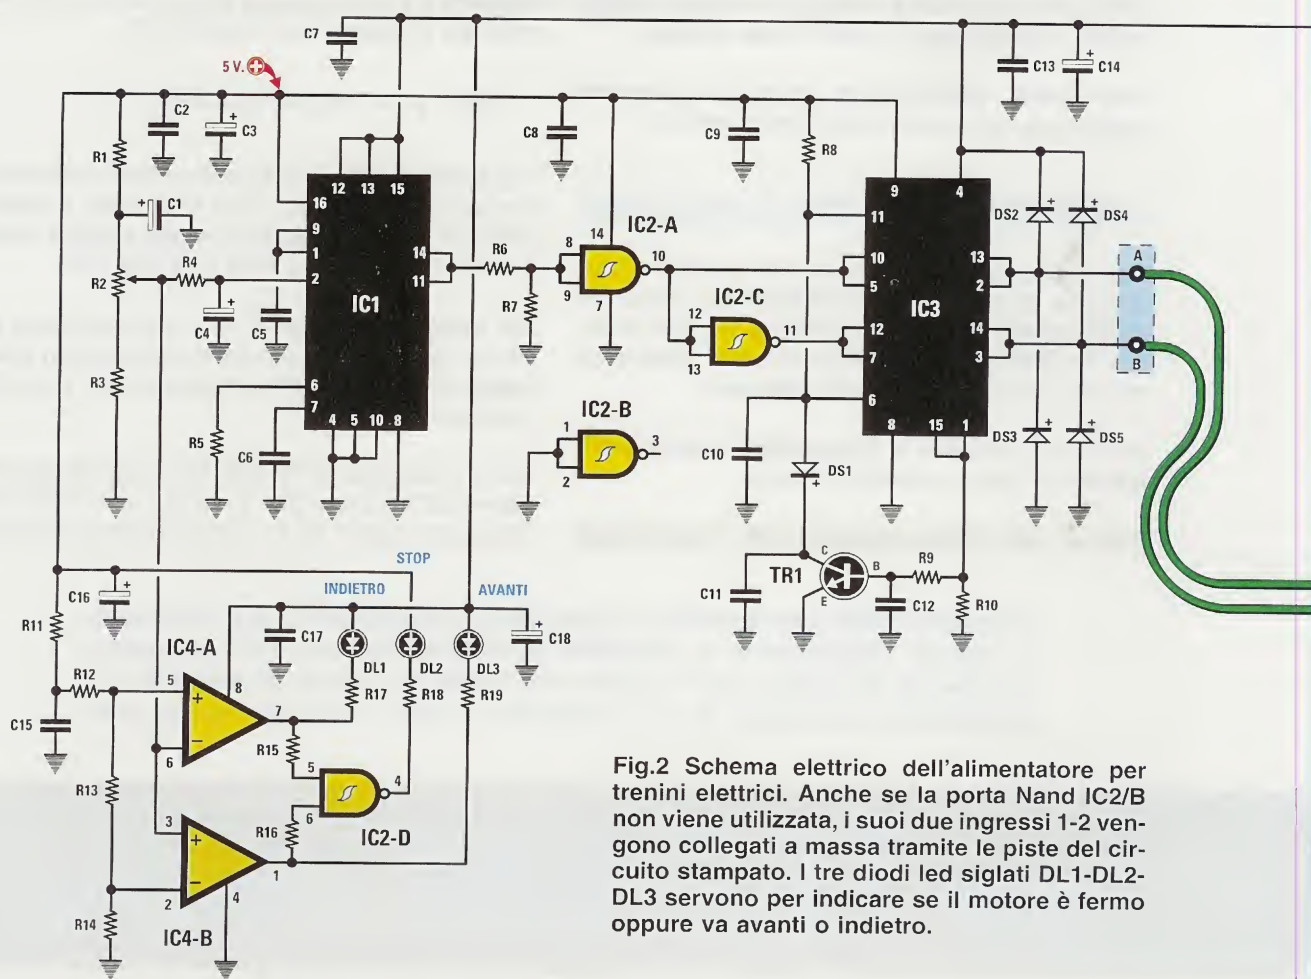 C7
C13
+
C14
5 V. +
C2
+
C3
C8
C9
R1
R8
12 13 15
16
9
1
2
14
11
6
7
4 5 10 8
IC1
+
C1
R2
R4
+
C4
C5
R3
R5
C6
R6
R7
IC2-A
14
8
9
10
7
IC2-C
12
13
11
IC2-B
1
2
3
9 4
11
10
5
12
7
6
8 15 1
13
2
14
3
IC3
DS2
+
DS4
+
DS3
+
DS5
+
A
B
C10
DS1
+
C11
TR1
C
B
E
R9
C12
R10
STOP
INDIETRO
AVANTI
C16
+
R11
C17
+
C18
DL1
DL2
DL3
R17
R18
R19
IC4-A
R12
5
+
8
7
–
6
C15
R13
R15
5
4
6
IC2-D
R16
3
+
1
–
2
4
R14
IC4-B
Fig.2 Schema elettrico dell'alimentatore per
trenini elettrici. Anche se la porta Nand IC2/B
non viene utilizzata, i suoi due ingressi 1-2 ven-
gono collegati a massa tramite le piste del cir-
cuito stampato. I tre diodi led siglati DL1-DL2-
DL3 servono per indicare se il motore è fermo
oppure va avanti o indietro.